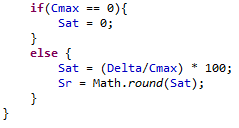 if(Cmax == 0){
Sat = 0;
}
else {
Sat = (Delta/Cmax) * 100;
Sr = Math.round(Sat);
}
}